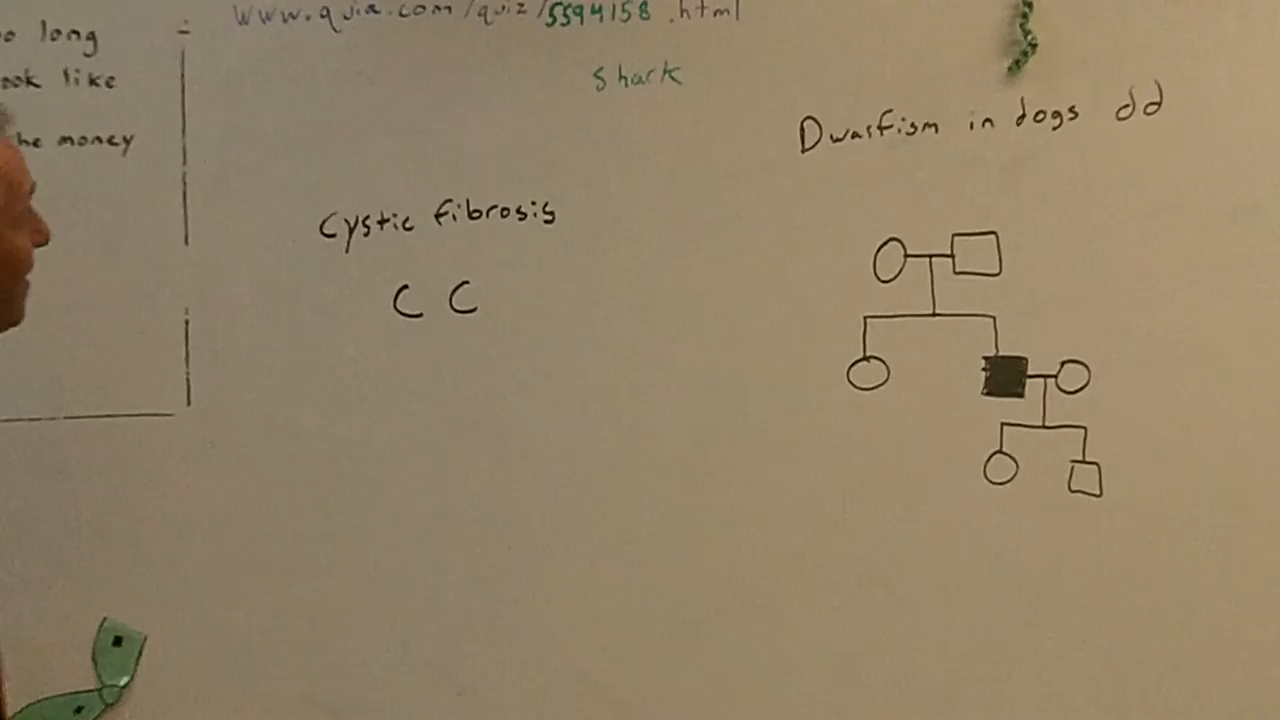 o long
ook like
he money
www.quia.com/quiz/5594158.html
shark
Dwarfism in dogs dd
Cystic fibrosis
C C